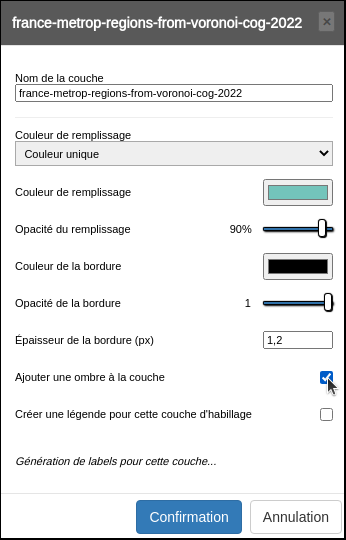 france-metrop-regions-from-voronoi-cog-2022 ×
Nom de la couche
france-metrop-regions-from-voronoi-cog-2022
Couleur de remplissage
Couleur unique
Couleur de remplissage
Opacité du remplissage 90%
Couleur de la bordure
Opacité de la bordure 1
Épaisseur de la bordure (px) 1,2
Ajouter une ombre à la couche
Créer une légende pour cette couche d'habillage
Génération de labels pour cette couche...
Confirmation Annulation